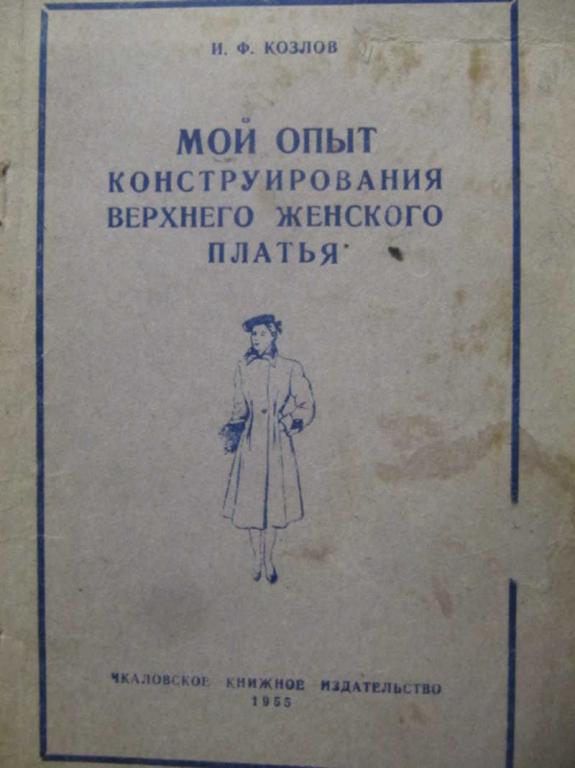 И. Ф. КОЗЛОВ
МОЙ ОПЫТ
КОНСТРУИРОВАНИЯ
ВЕРХНЕГО ЖЕНСКОГО
ПЛАТЬЯ
ЧКАЛОВСКОЕ КНИЖНОЕ ИЗДАТЕЛЬСТВО
1955